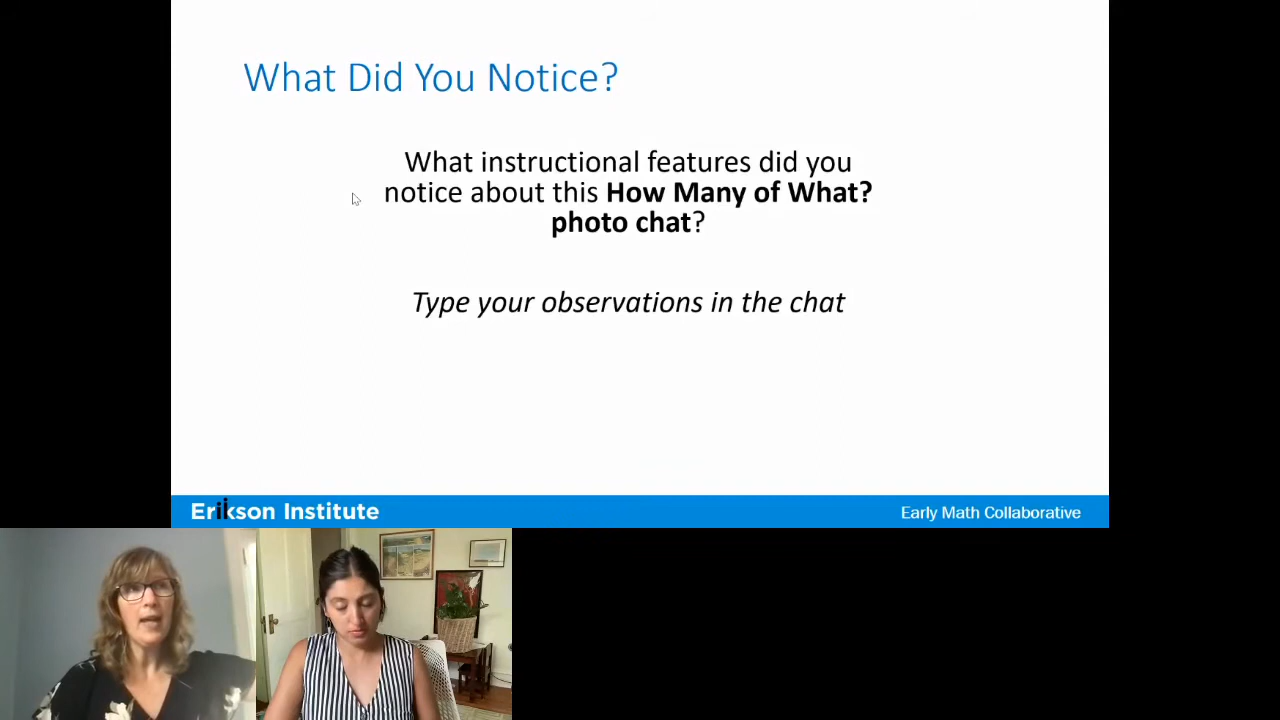 What Did You Notice?
What instructional features did you
notice about this How Many of What?
photo chat?
Type your observations in the chat
Erikson Institute
Early Math Collaborative